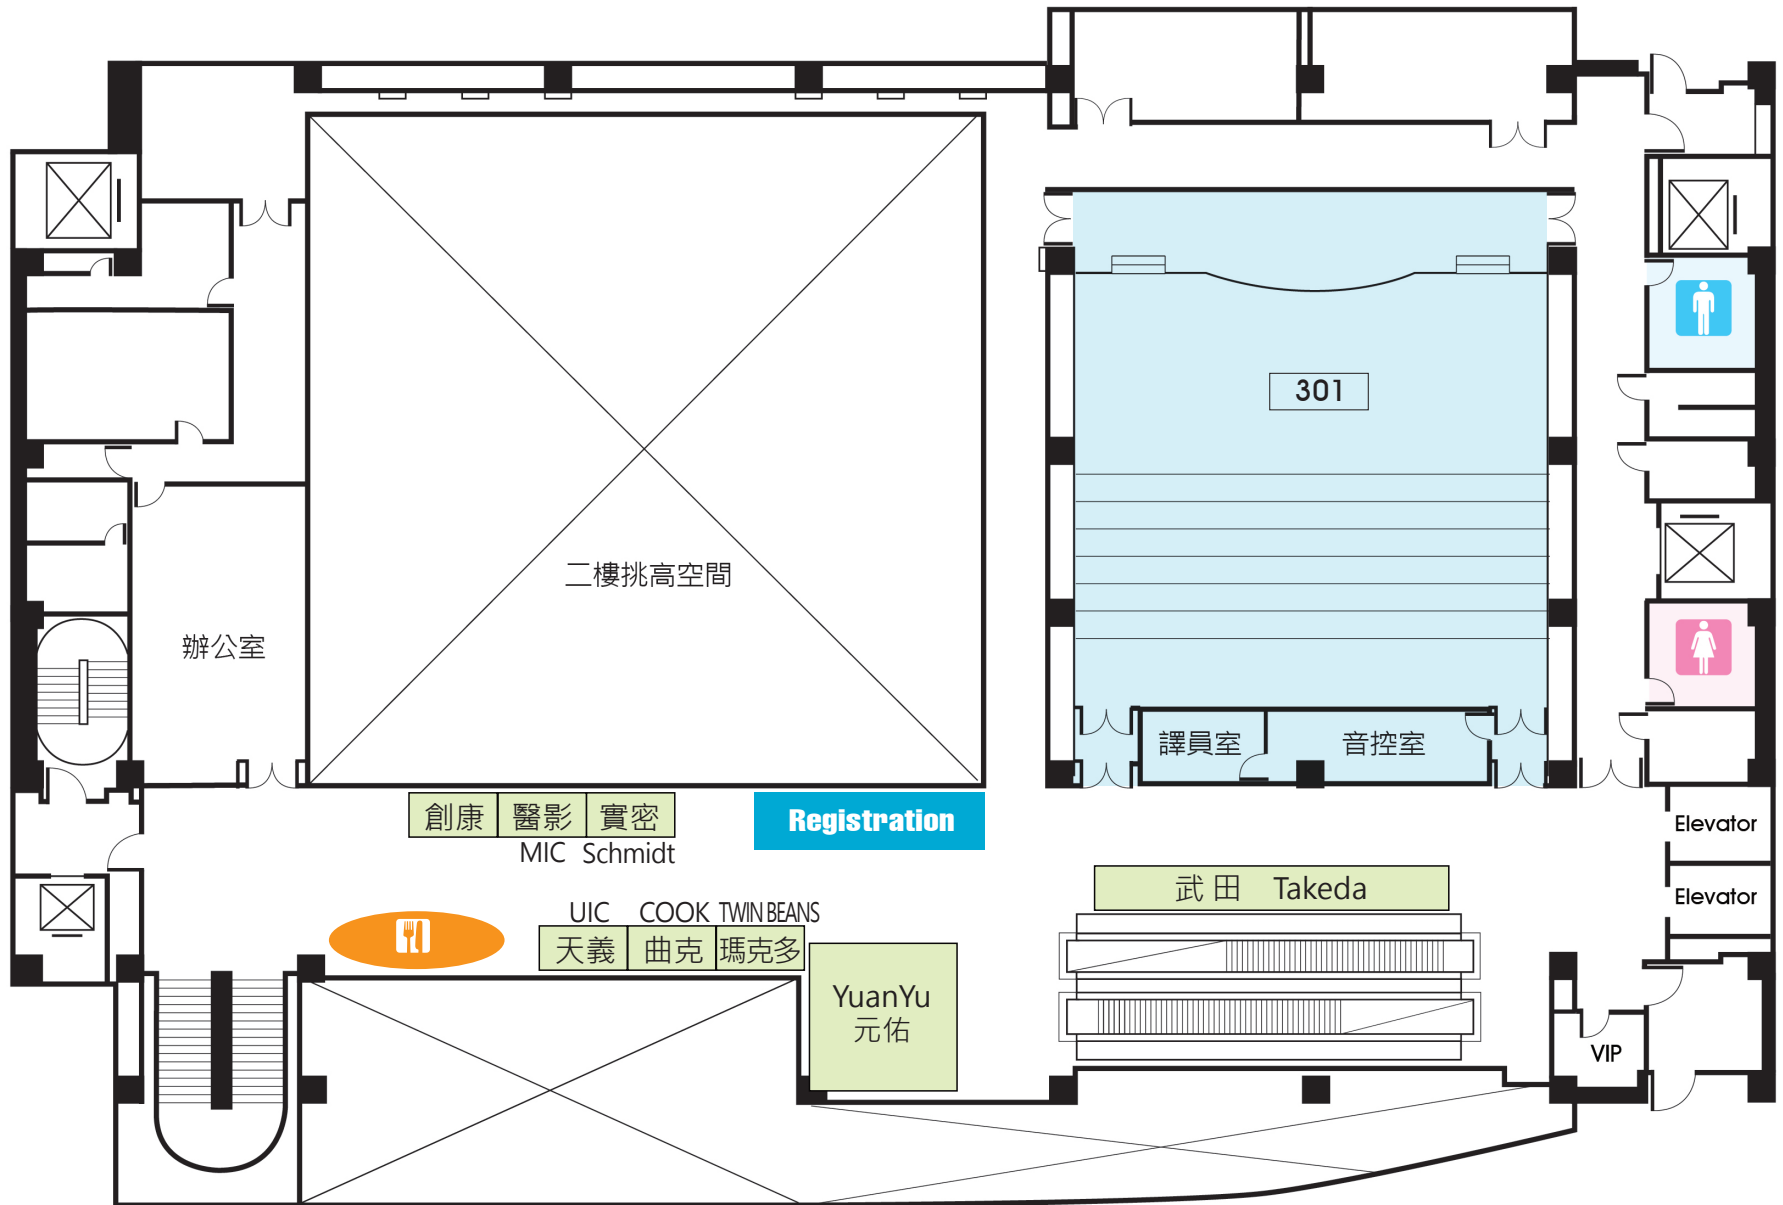 301
二樓挑高空間
辦公室
譯員室
音控室
創康
醫影
實密
MIC
Schmidt
Registration
Elevator
Elevator
武田 Takeda
UIC
COOK
TWIN BEANS
天義
曲克
瑪克多
YuanYu
元佑
VIP